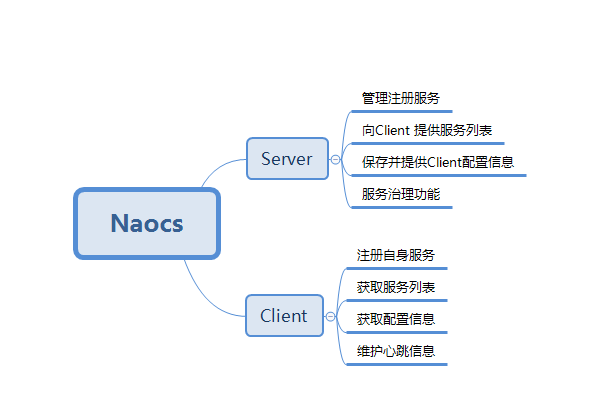 Naocs
Server
管理注册服务
向Client 提供服务列表
保存并提供Client配置信息
服务治理功能
Client
注册自身服务
获取服务列表
获取配置信息
维护心跳信息